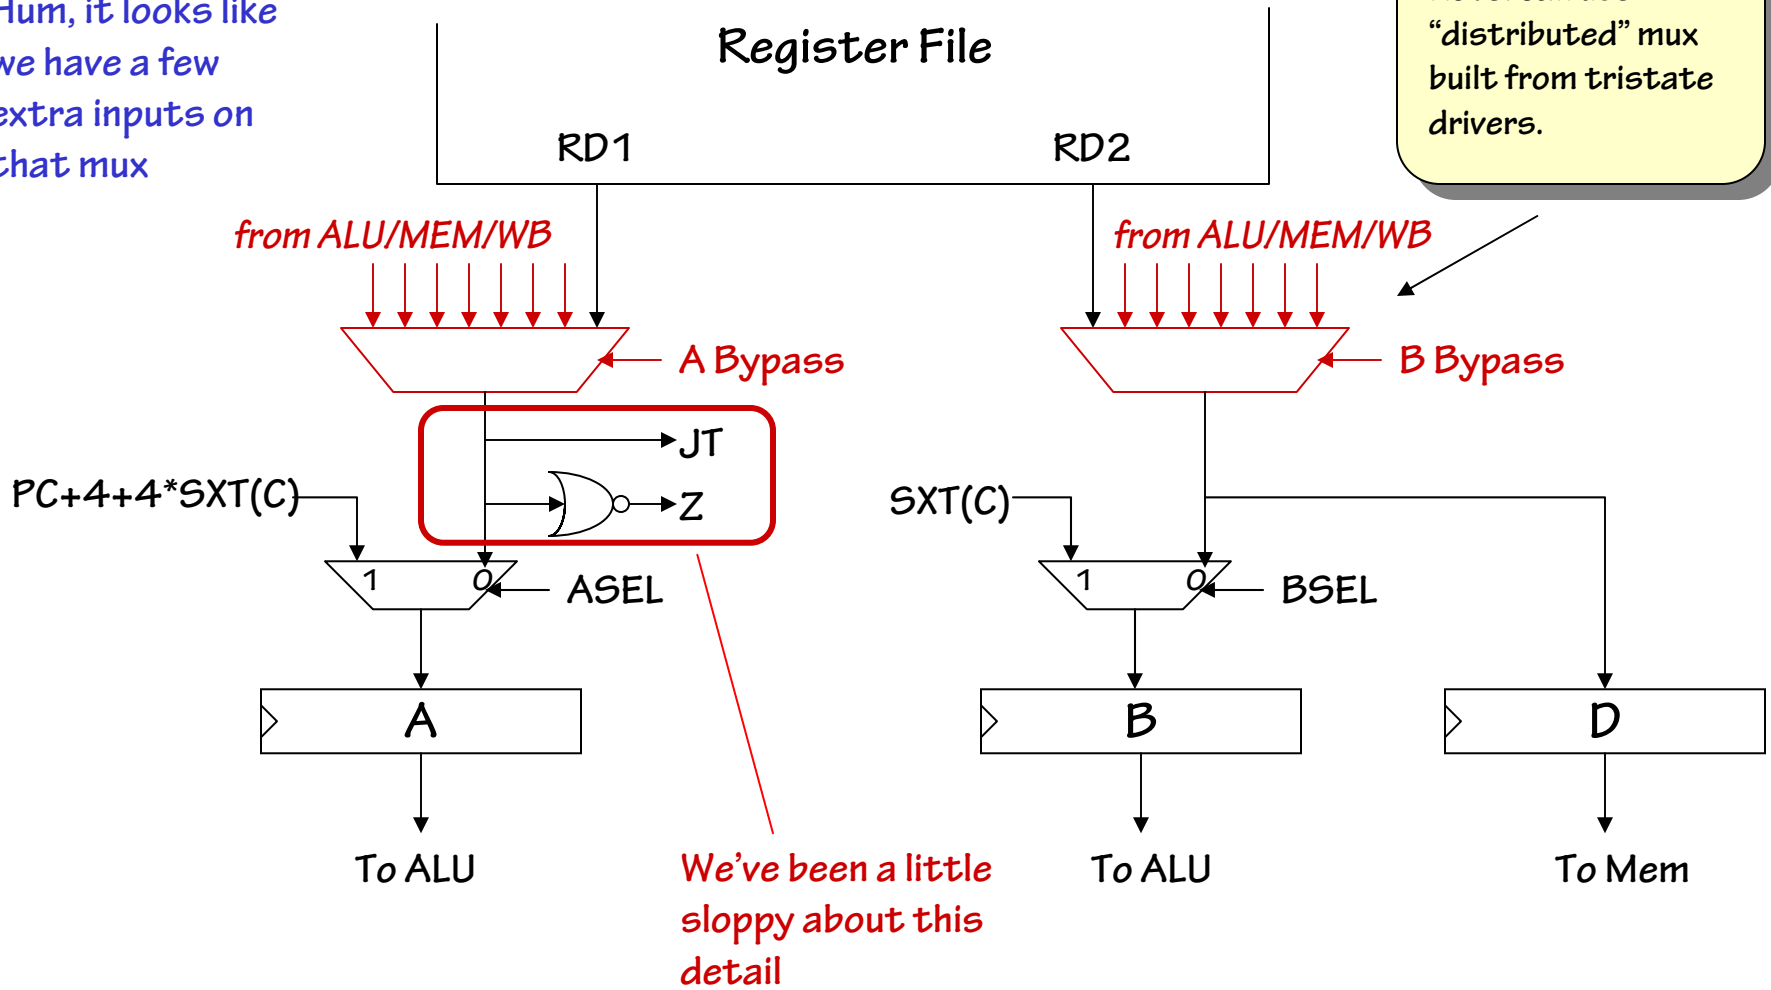 Hum, it looks like
we have a few
extra inputs on
that mux
Register File
“distributed” mux
built from tristate
drivers.
RD1
RD2
from ALU/MEM/WB
from ALU/MEM/WB
A Bypass
B Bypass
JT
PC+4+4*SXT(C)
Z
SXT(C)
1
0
ASEL
1
0
BSEL
A
B
D
To ALU
To ALU
To Mem
We’ve been a little
sloppy about this
detail